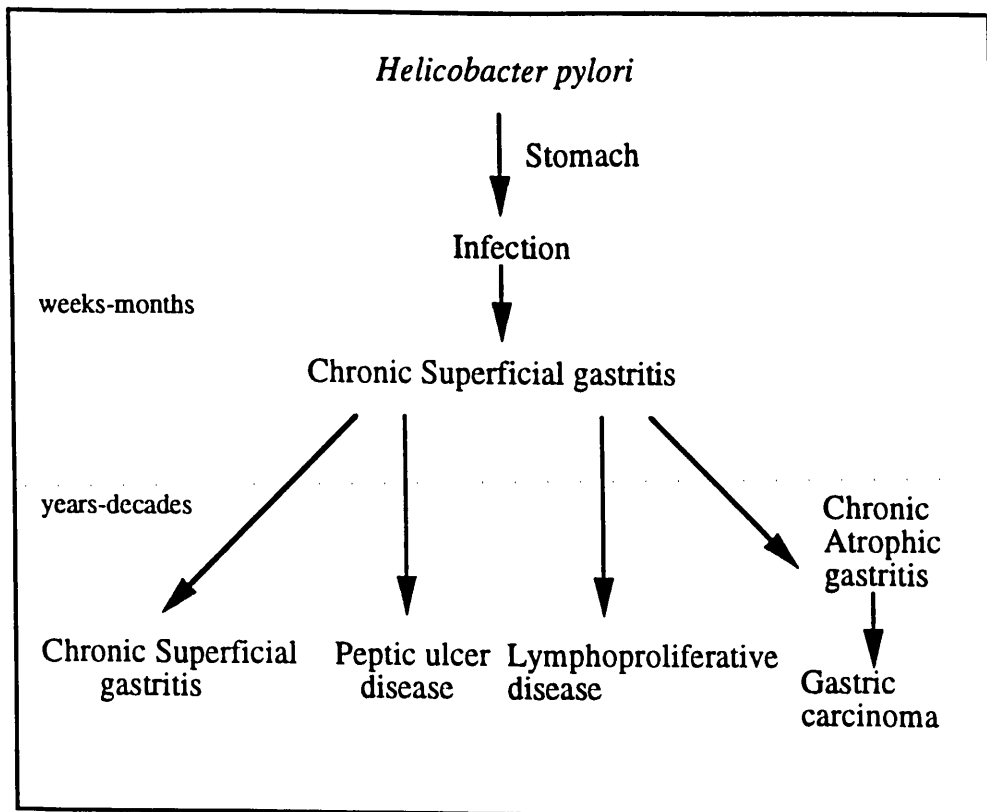 Helicobacter pylori
Stomach
Infection
weeks-months
Chronic Superficial gastritis
years-decades
Chronic
Atrophic
gastritis
Chronic Superficial
gastritis
Peptic ulcer
disease
Lymphoproliferative
disease
Gastric
carcinoma